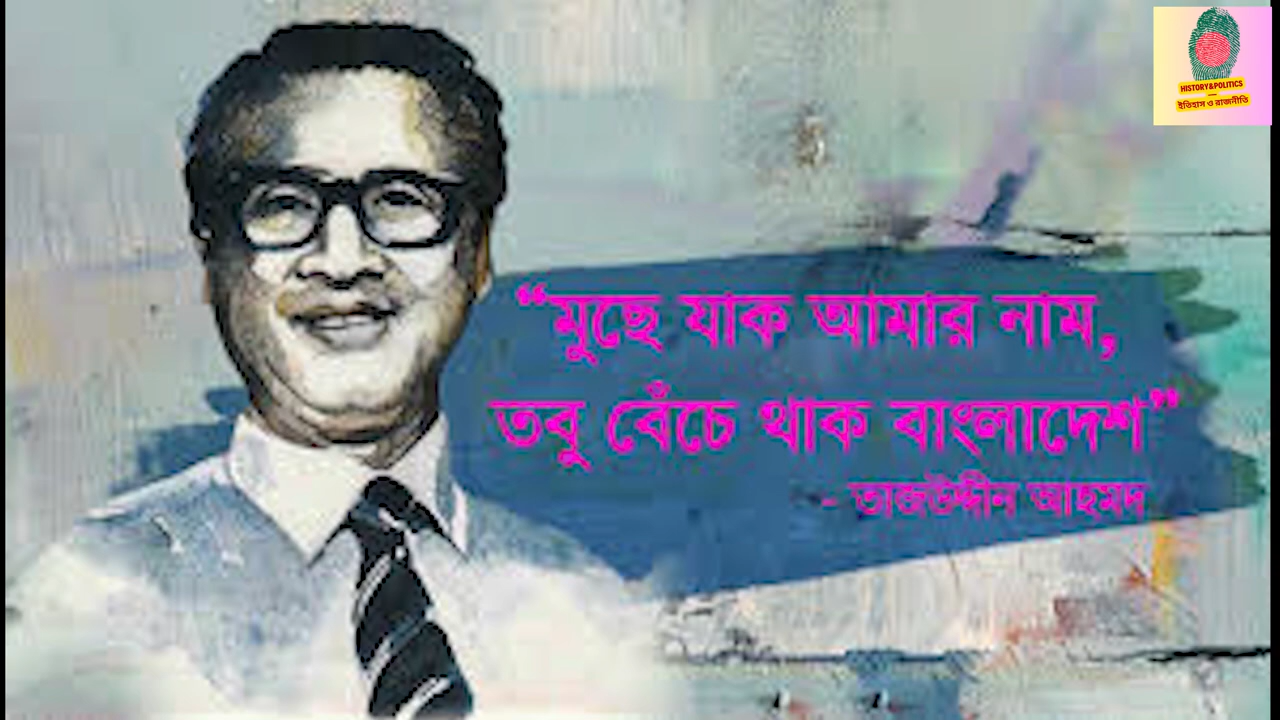 HISTORY&POLITICS
ইতিহাস ও রাজনীতি
“মুছে যাক আমার নাম,
তবু বেঁচে থাক বাংলাদেশ”
- তাজউদ্দীন আহমদ